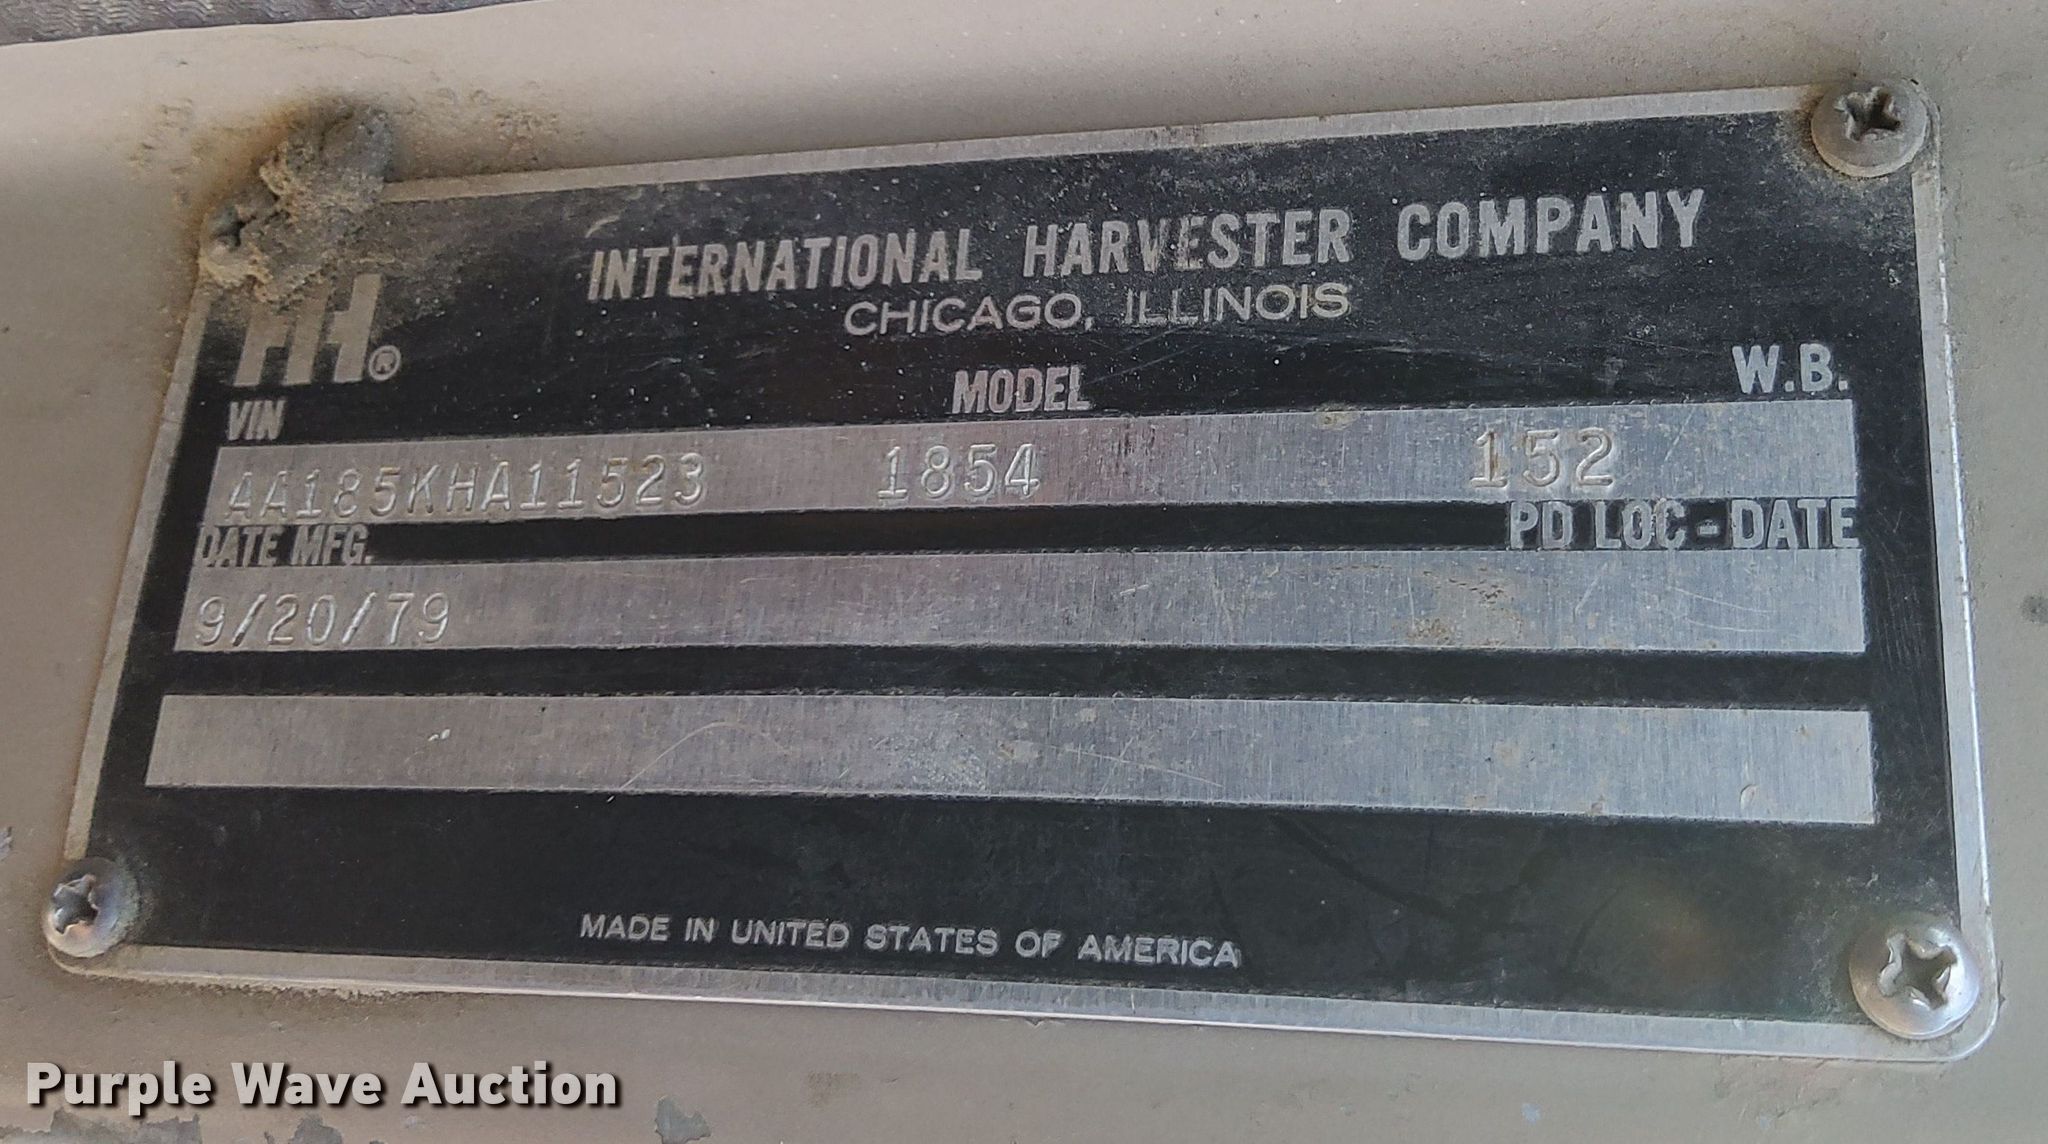 INTERNATIONAL HARVESTER COMPANY
CHICAGO, ILLINOIS
IH®
VIN MODEL W.B.
AA185KHA11523 1854 152
DATE MFG. PD LOC-DATE
9/20/79
MADE IN UNITED STATES OF AMERICA
Purple Wave Auction